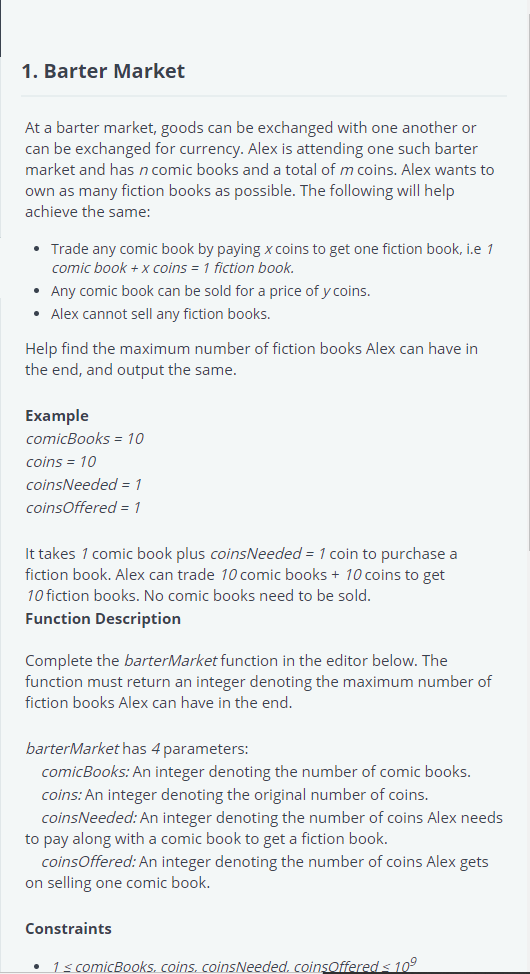 1. Barter Market
At a barter market, goods can be exchanged with one another or
can be exchanged for currency. Alex is attending one such barter
market and has n comic books and a total of m coins. Alex wants to
own as many fiction books as possible. The following will help
achieve the same:
• Trade any comic book by paying x coins to get one fiction book, i.e 1
comic book + x coins = 1 fiction book.
• Any comic book can be sold for a price of y coins.
• Alex cannot sell any fiction books.
Help find the maximum number of fiction books Alex can have in
the end, and output the same.
Example
comicBooks = 10
coins = 10
coinsNeeded = 1
coinsOffered = 1
It takes 1 comic book plus coinsNeeded = 1 coin to purchase a
fiction book. Alex can trade 10 comic books + 10 coins to get
10 fiction books. No comic books need to be sold.
Function Description
Complete the barterMarket function in the editor below. The
function must return an integer denoting the maximum number of
fiction books Alex can have in the end.
barterMarket has 4 parameters:
comicBooks: An integer denoting the number of comic books.
coins: An integer denoting the original number of coins.
coinsNeeded: An integer denoting the number of coins Alex needs
to pay along with a comic book to get a fiction book.
coinsOffered: An integer denoting the number of coins Alex gets
on selling one comic book.
Constraints
• 1 ≤ comicBooks, coins, coinsNeeded, coinsOffered ≤ 10⁹